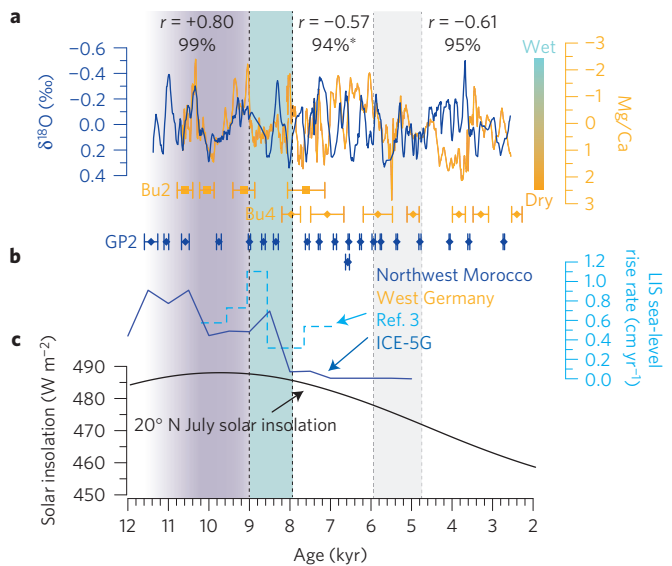 a
r = +0.80
99%
r = −0.57
94%*
r = −0.61
95%
Wet
Dry
δ18O (‰)
−0.6
−0.4
−0.2
0.0
0.2
0.4
Mg/Ca
−3
−2
−1
0
1
2
3
Bu2
Bu4
GP2
b
Northwest Morocco
West Germany
Ref. 3
ICE-5G
LIS sea-level
rise rate (cm yr−1)
1.2
1.0
0.8
0.6
0.4
0.2
0.0
c
Solar insolation (W m−2)
490
480
470
460
450
20° N July solar insolation
12 11 10 9 8 7 6 5 4 3 2
Age (kyr)